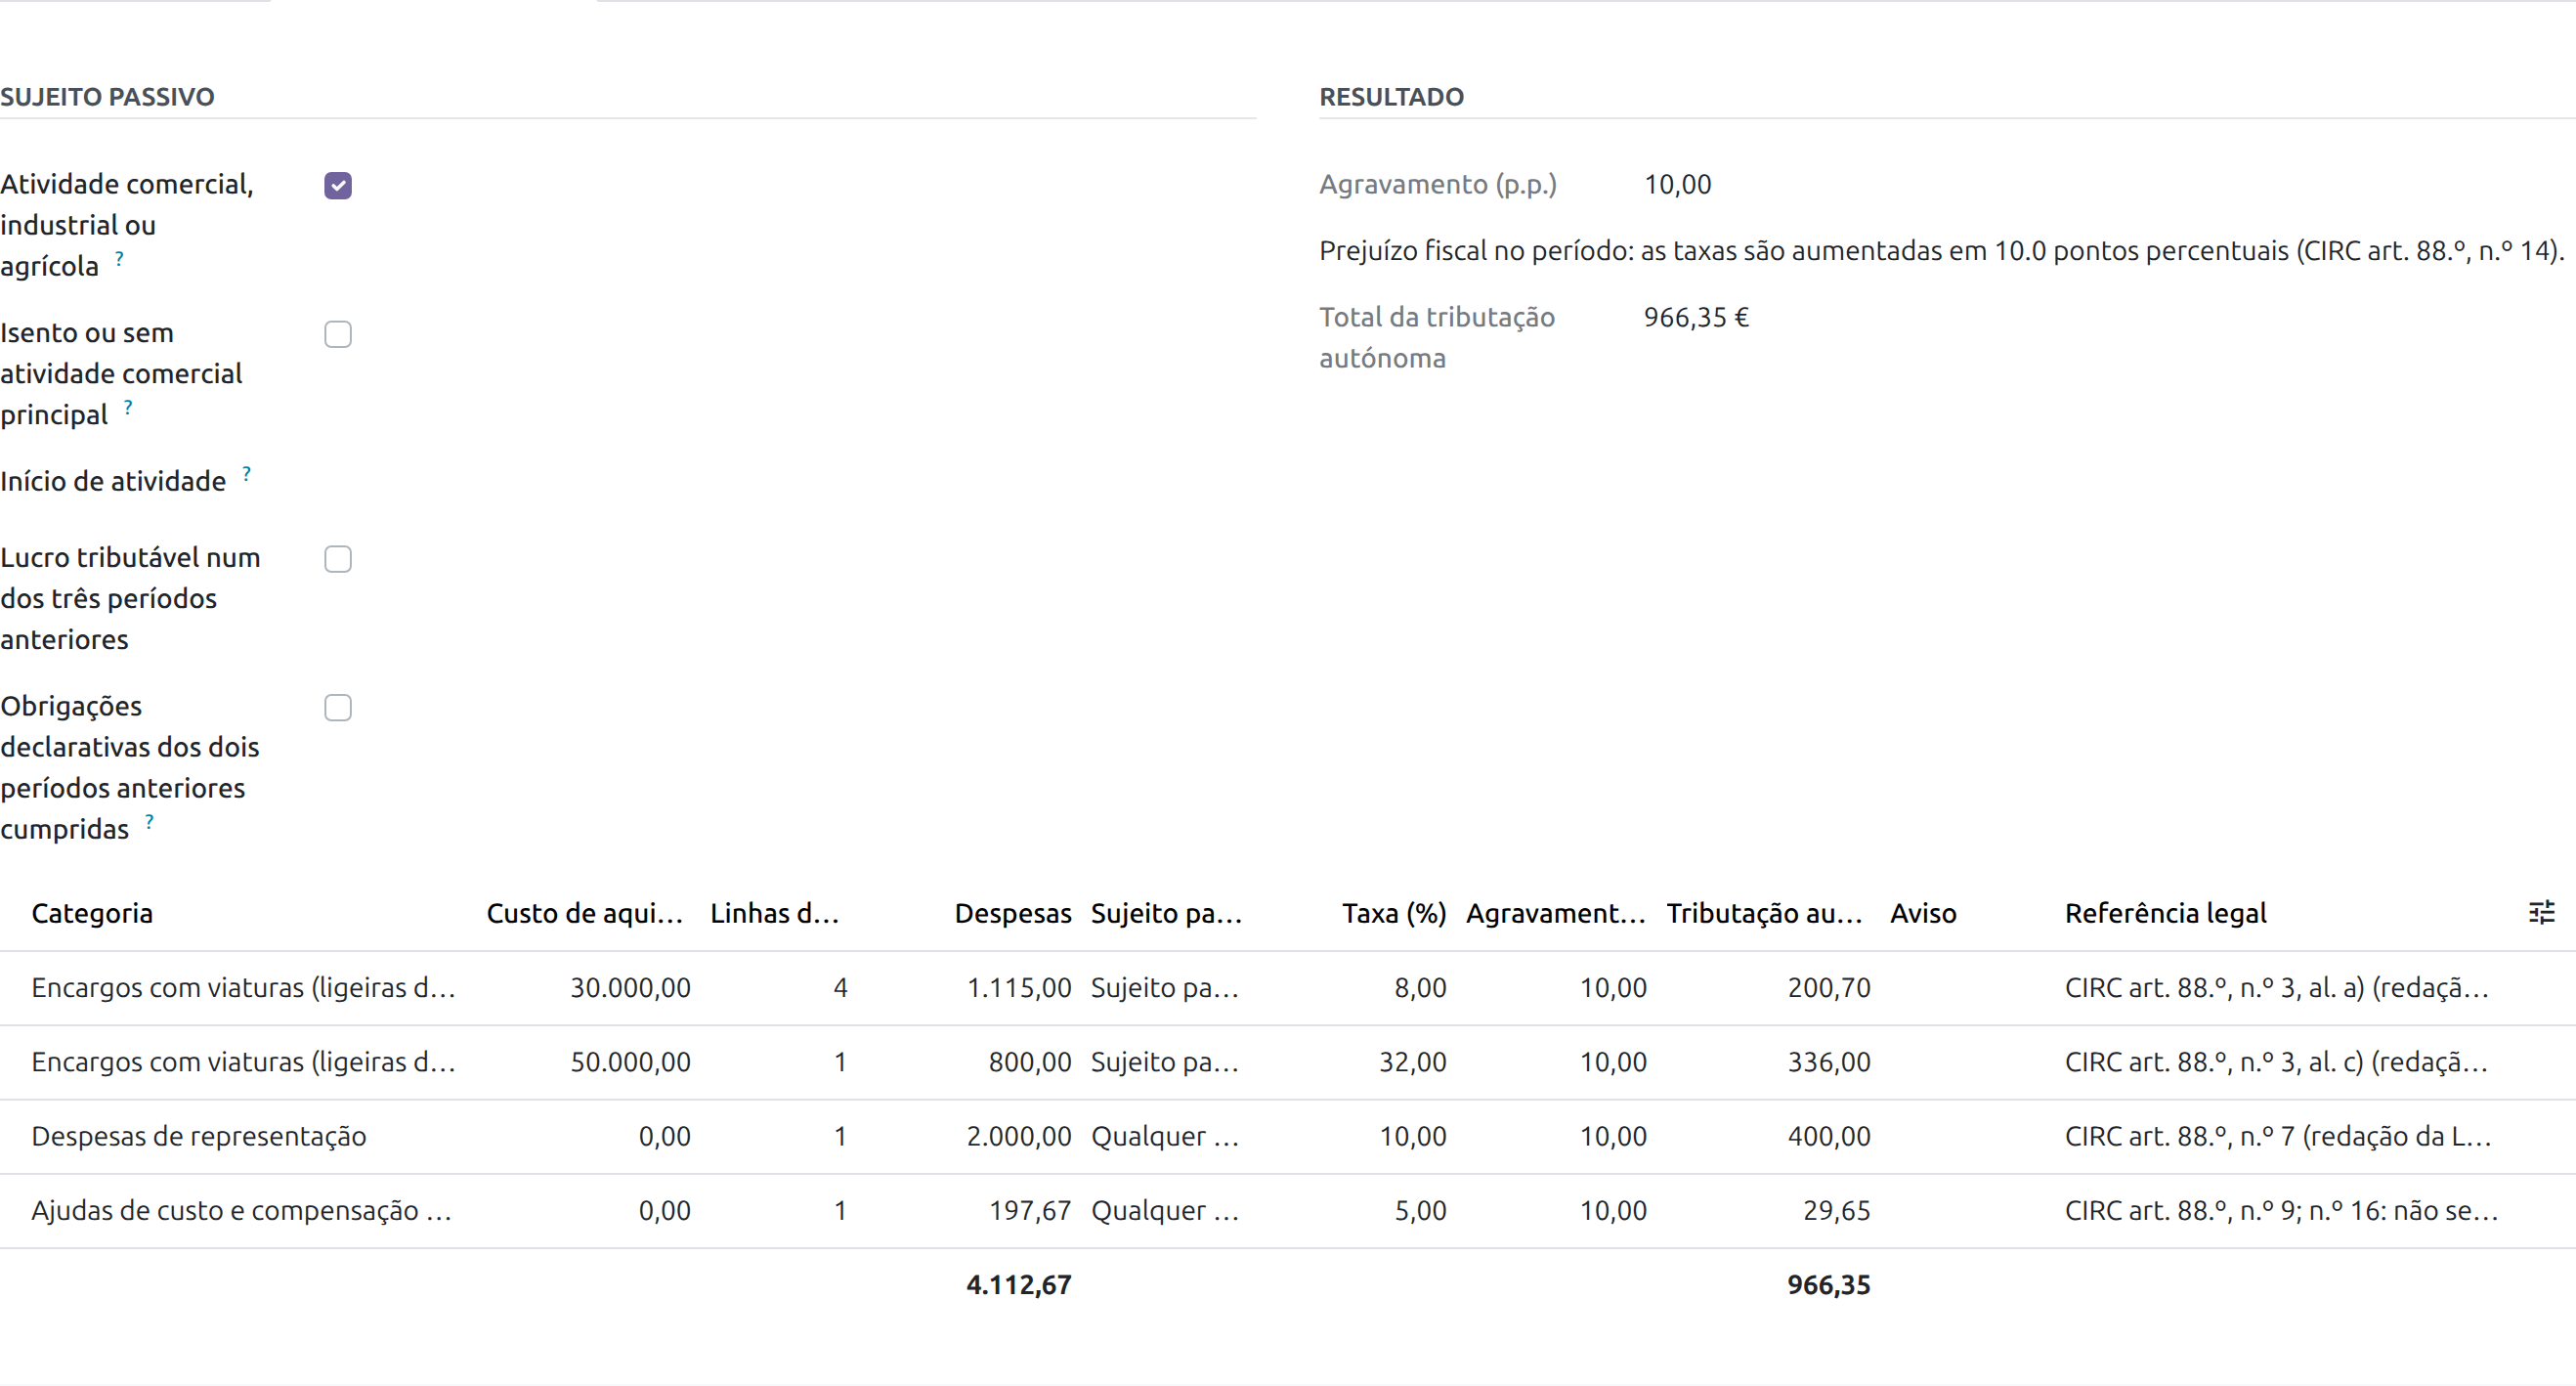 SUJEITO PASSIVO
Atividade comercial,
industrial ou
agrícola ?
Isento ou sem
atividade comercial
principal ?
Início de atividade ?
Lucro tributável num
dos três períodos
anteriores
Obrigações
declarativas dos dois
períodos anteriores
cumpridas ?
RESULTADO
Agravamento (p.p.) 10,00
Prejuízo fiscal no período: as taxas são aumentadas em 10.0 pontos percentuais (CIRC art. 88.º, n.º 14).
Total da tributação 966,35 €
autónoma
Categoria Custo de aqui... Linhas d... Despesas Sujeito pa... Taxa (%) Agravament... Tributação au... Aviso Referência legal
Encargos com viaturas (ligeiras d... 30.000,00 4 1.115,00 Sujeito pa... 8,00 10,00 200,70 CIRC art. 88.º, n.º 3, al. a) (redaçã...
Encargos com viaturas (ligeiras d... 50.000,00 1 800,00 Sujeito pa... 32,00 10,00 336,00 CIRC art. 88.º, n.º 3, al. c) (redaçã...
Despesas de representação 0,00 1 2.000,00 Qualquer ... 10,00 10,00 400,00 CIRC art. 88.º, n.º 7 (redação da L...
Ajudas de custo e compensação ... 0,00 1 197,67 Qualquer ... 5,00 10,00 29,65 CIRC art. 88.º, n.º 9; n.º 16: não se...
4.112,67 966,35